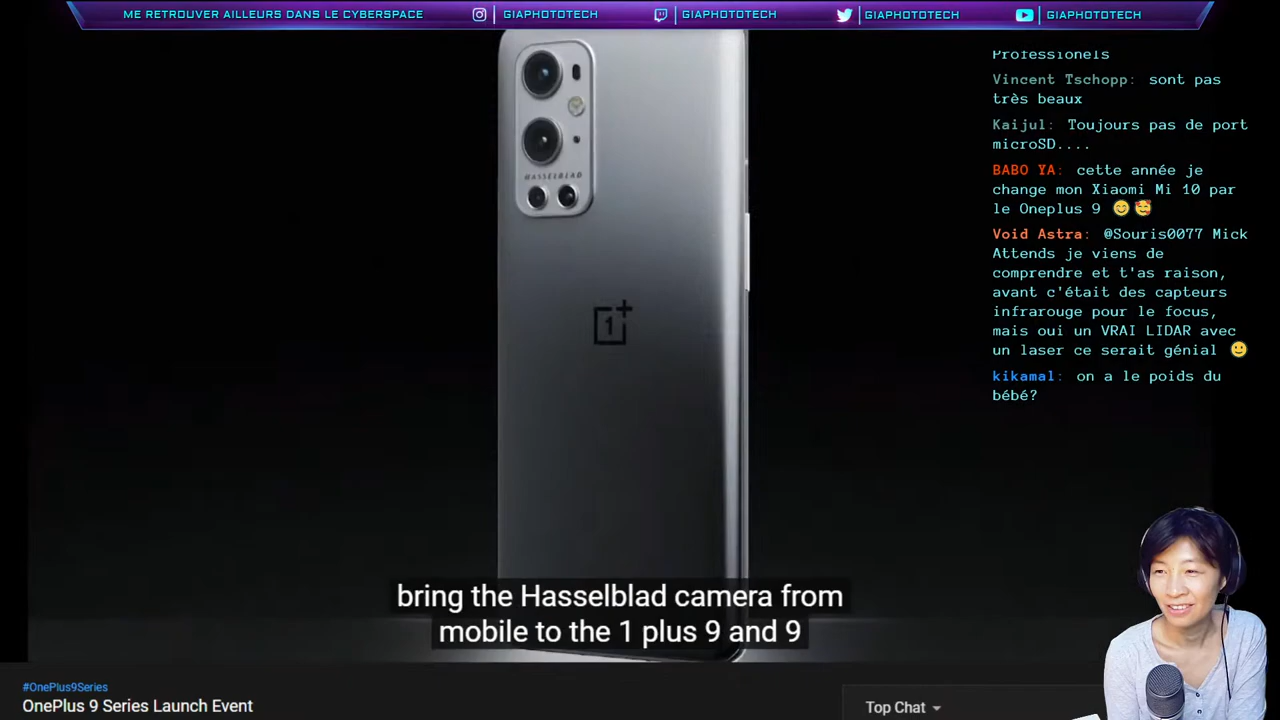 ME RETROUVER AILLEURS DANS LE CYBERSPACE
GIAPHOTOTECH
GIAPHOTOTECH
GIAPHOTOTECH
GIAPHOTOTECH
Professionels
Vincent Tschopp: sont pas
très beaux
Kaijul: Toujours pas de port
microSD....
BABO YA: cette année je
change mon Xiaomi Mi 10 par
le Oneplus 9 😊🥰
Void Astra: @Souris0077 Mick
Attends je viens de
comprendre et t'as raison,
avant c'était des capteurs
infrarouge pour le focus,
mais oui un VRAI LIDAR avec
un laser ce serait génial 🙂
kikamal: on a le poids du
bébé?
HASSELBLAD
1+
bring the Hasselblad camera from
mobile to the 1 plus 9 and 9
#OnePlus9Series
OnePlus 9 Series Launch Event
Top Chat